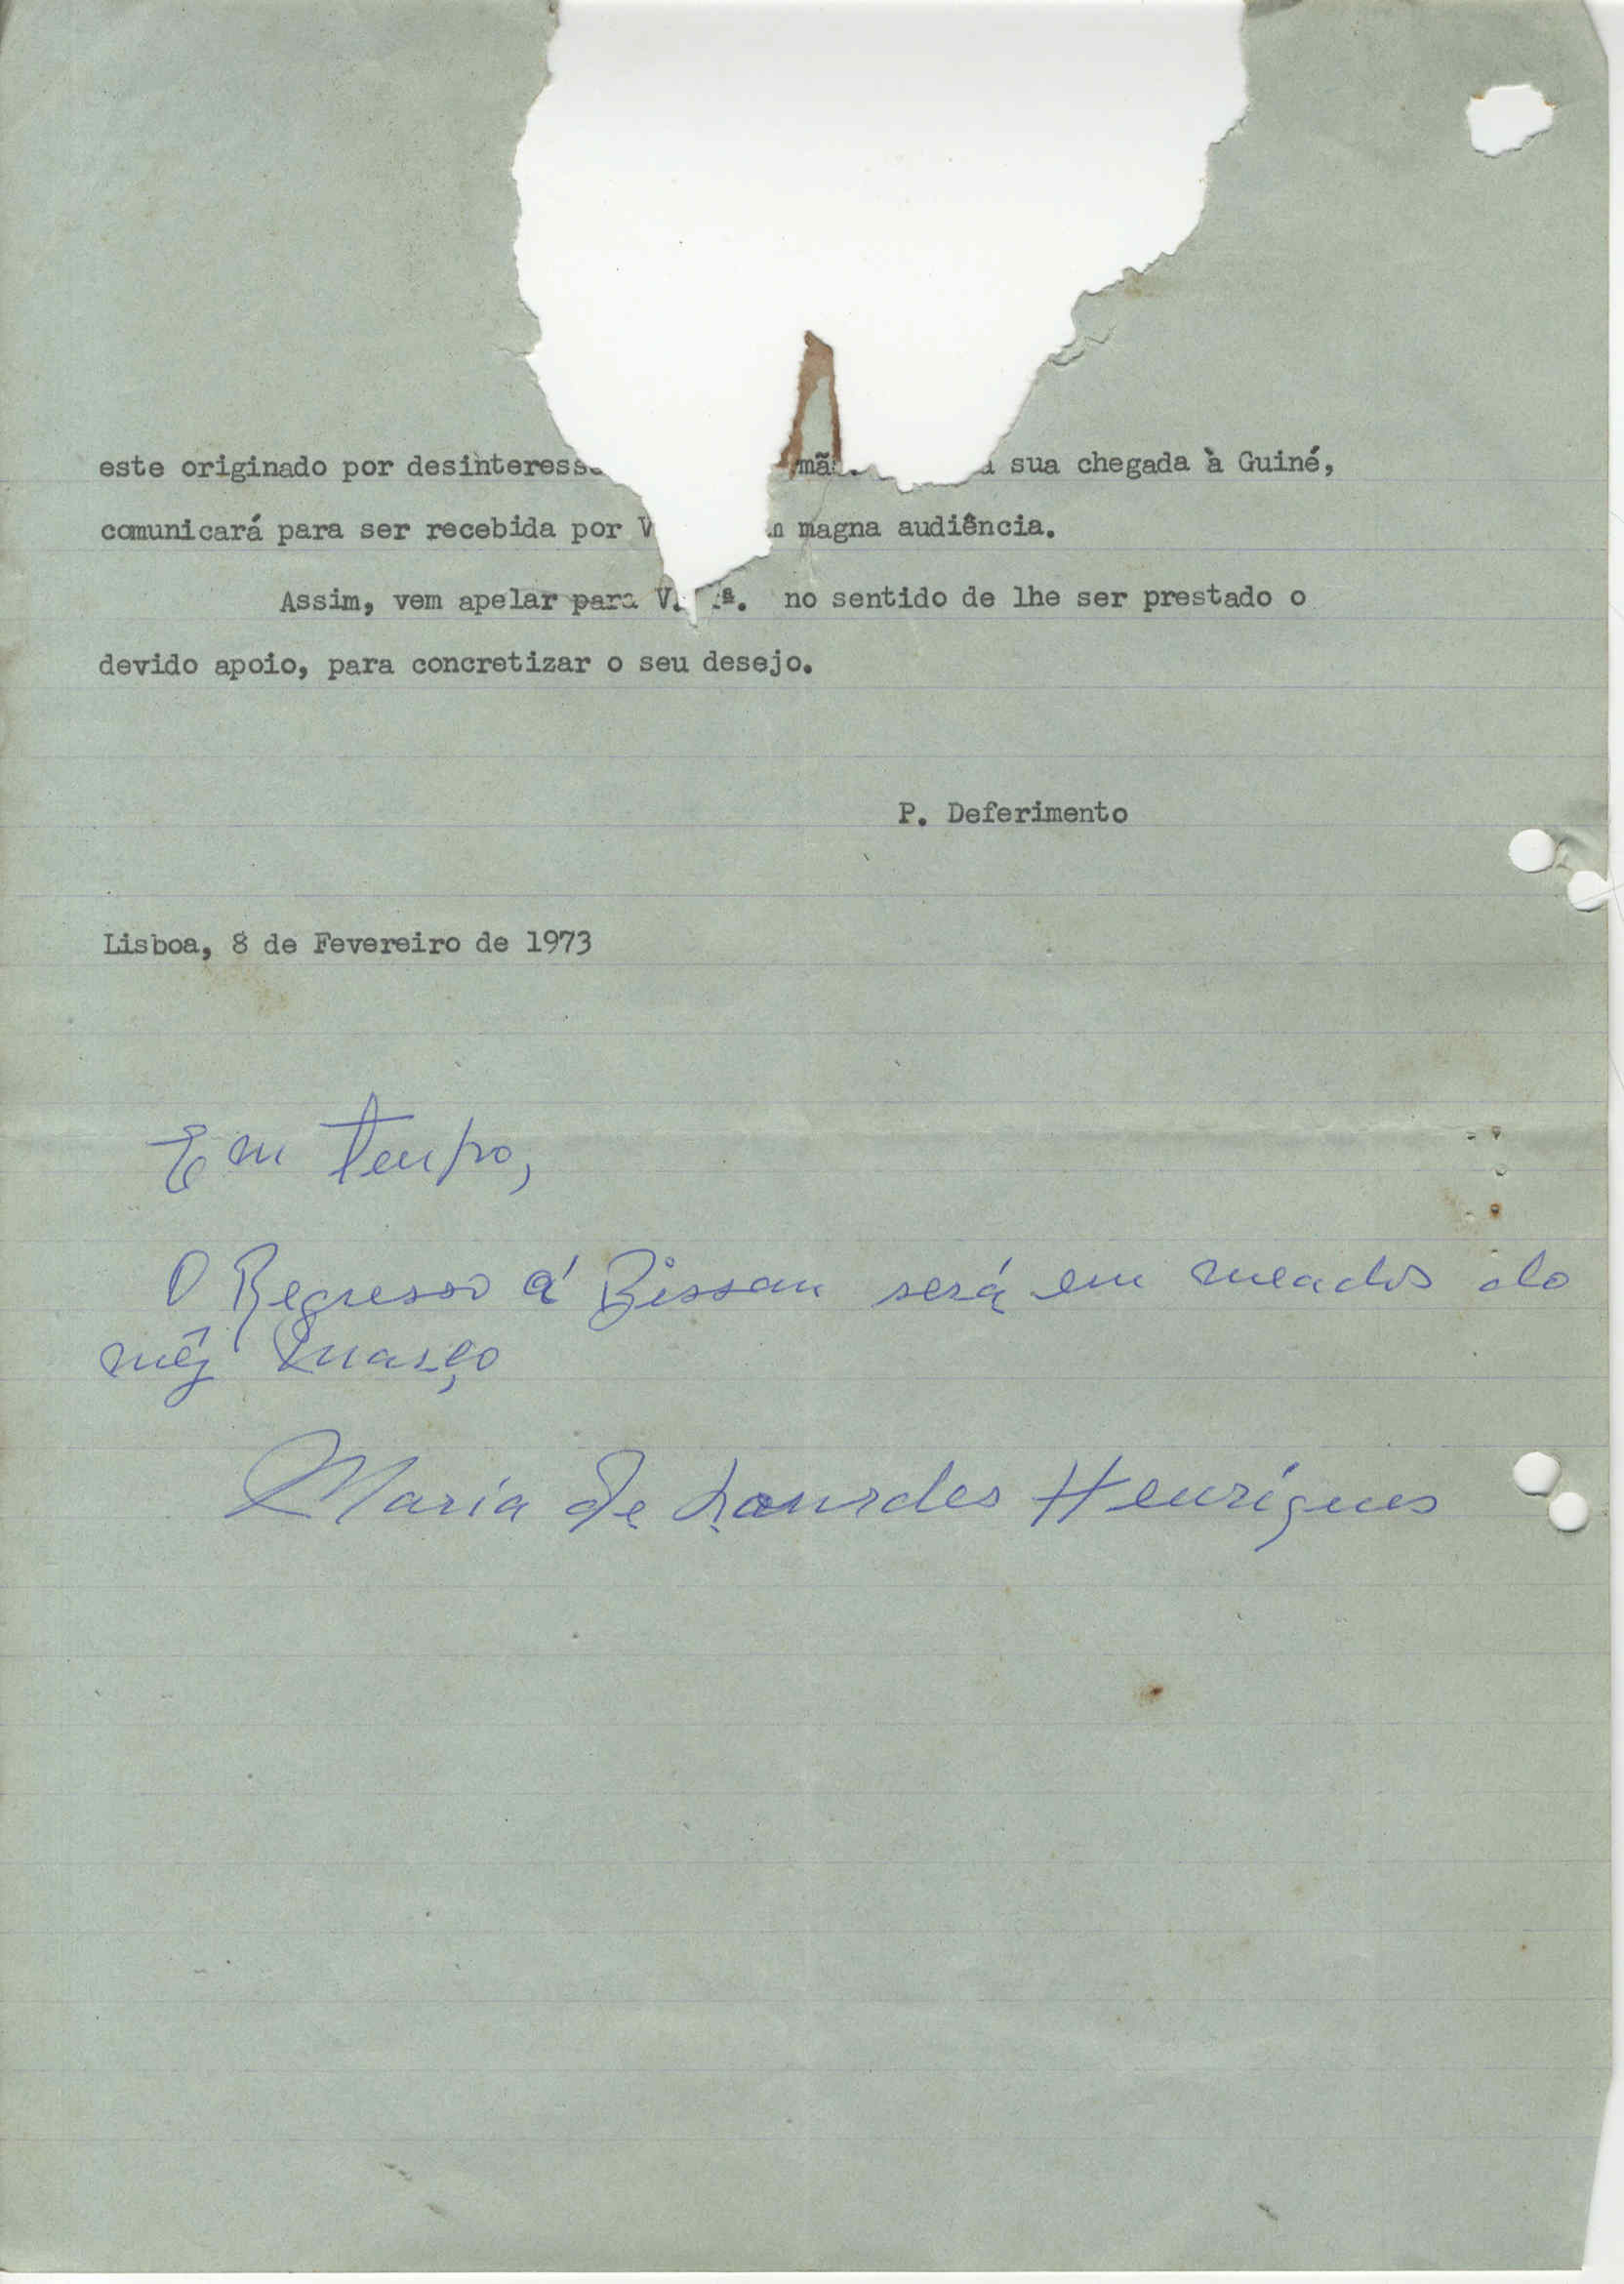 este originado por desinteress mã sua chegada à Guiné,
comunicará para ser recebida por V magna audiência.
Assim, vem apelar para V. ª. no sentido de lhe ser prestado o
devido apoio, para concretizar o seu desejo.
P. Deferimento
Lisboa, 8 de Fevereiro de 1973
Em tempo,
O Regresso á Bissau será em meados do
mêz Março
Maria de Lourdes Henriques